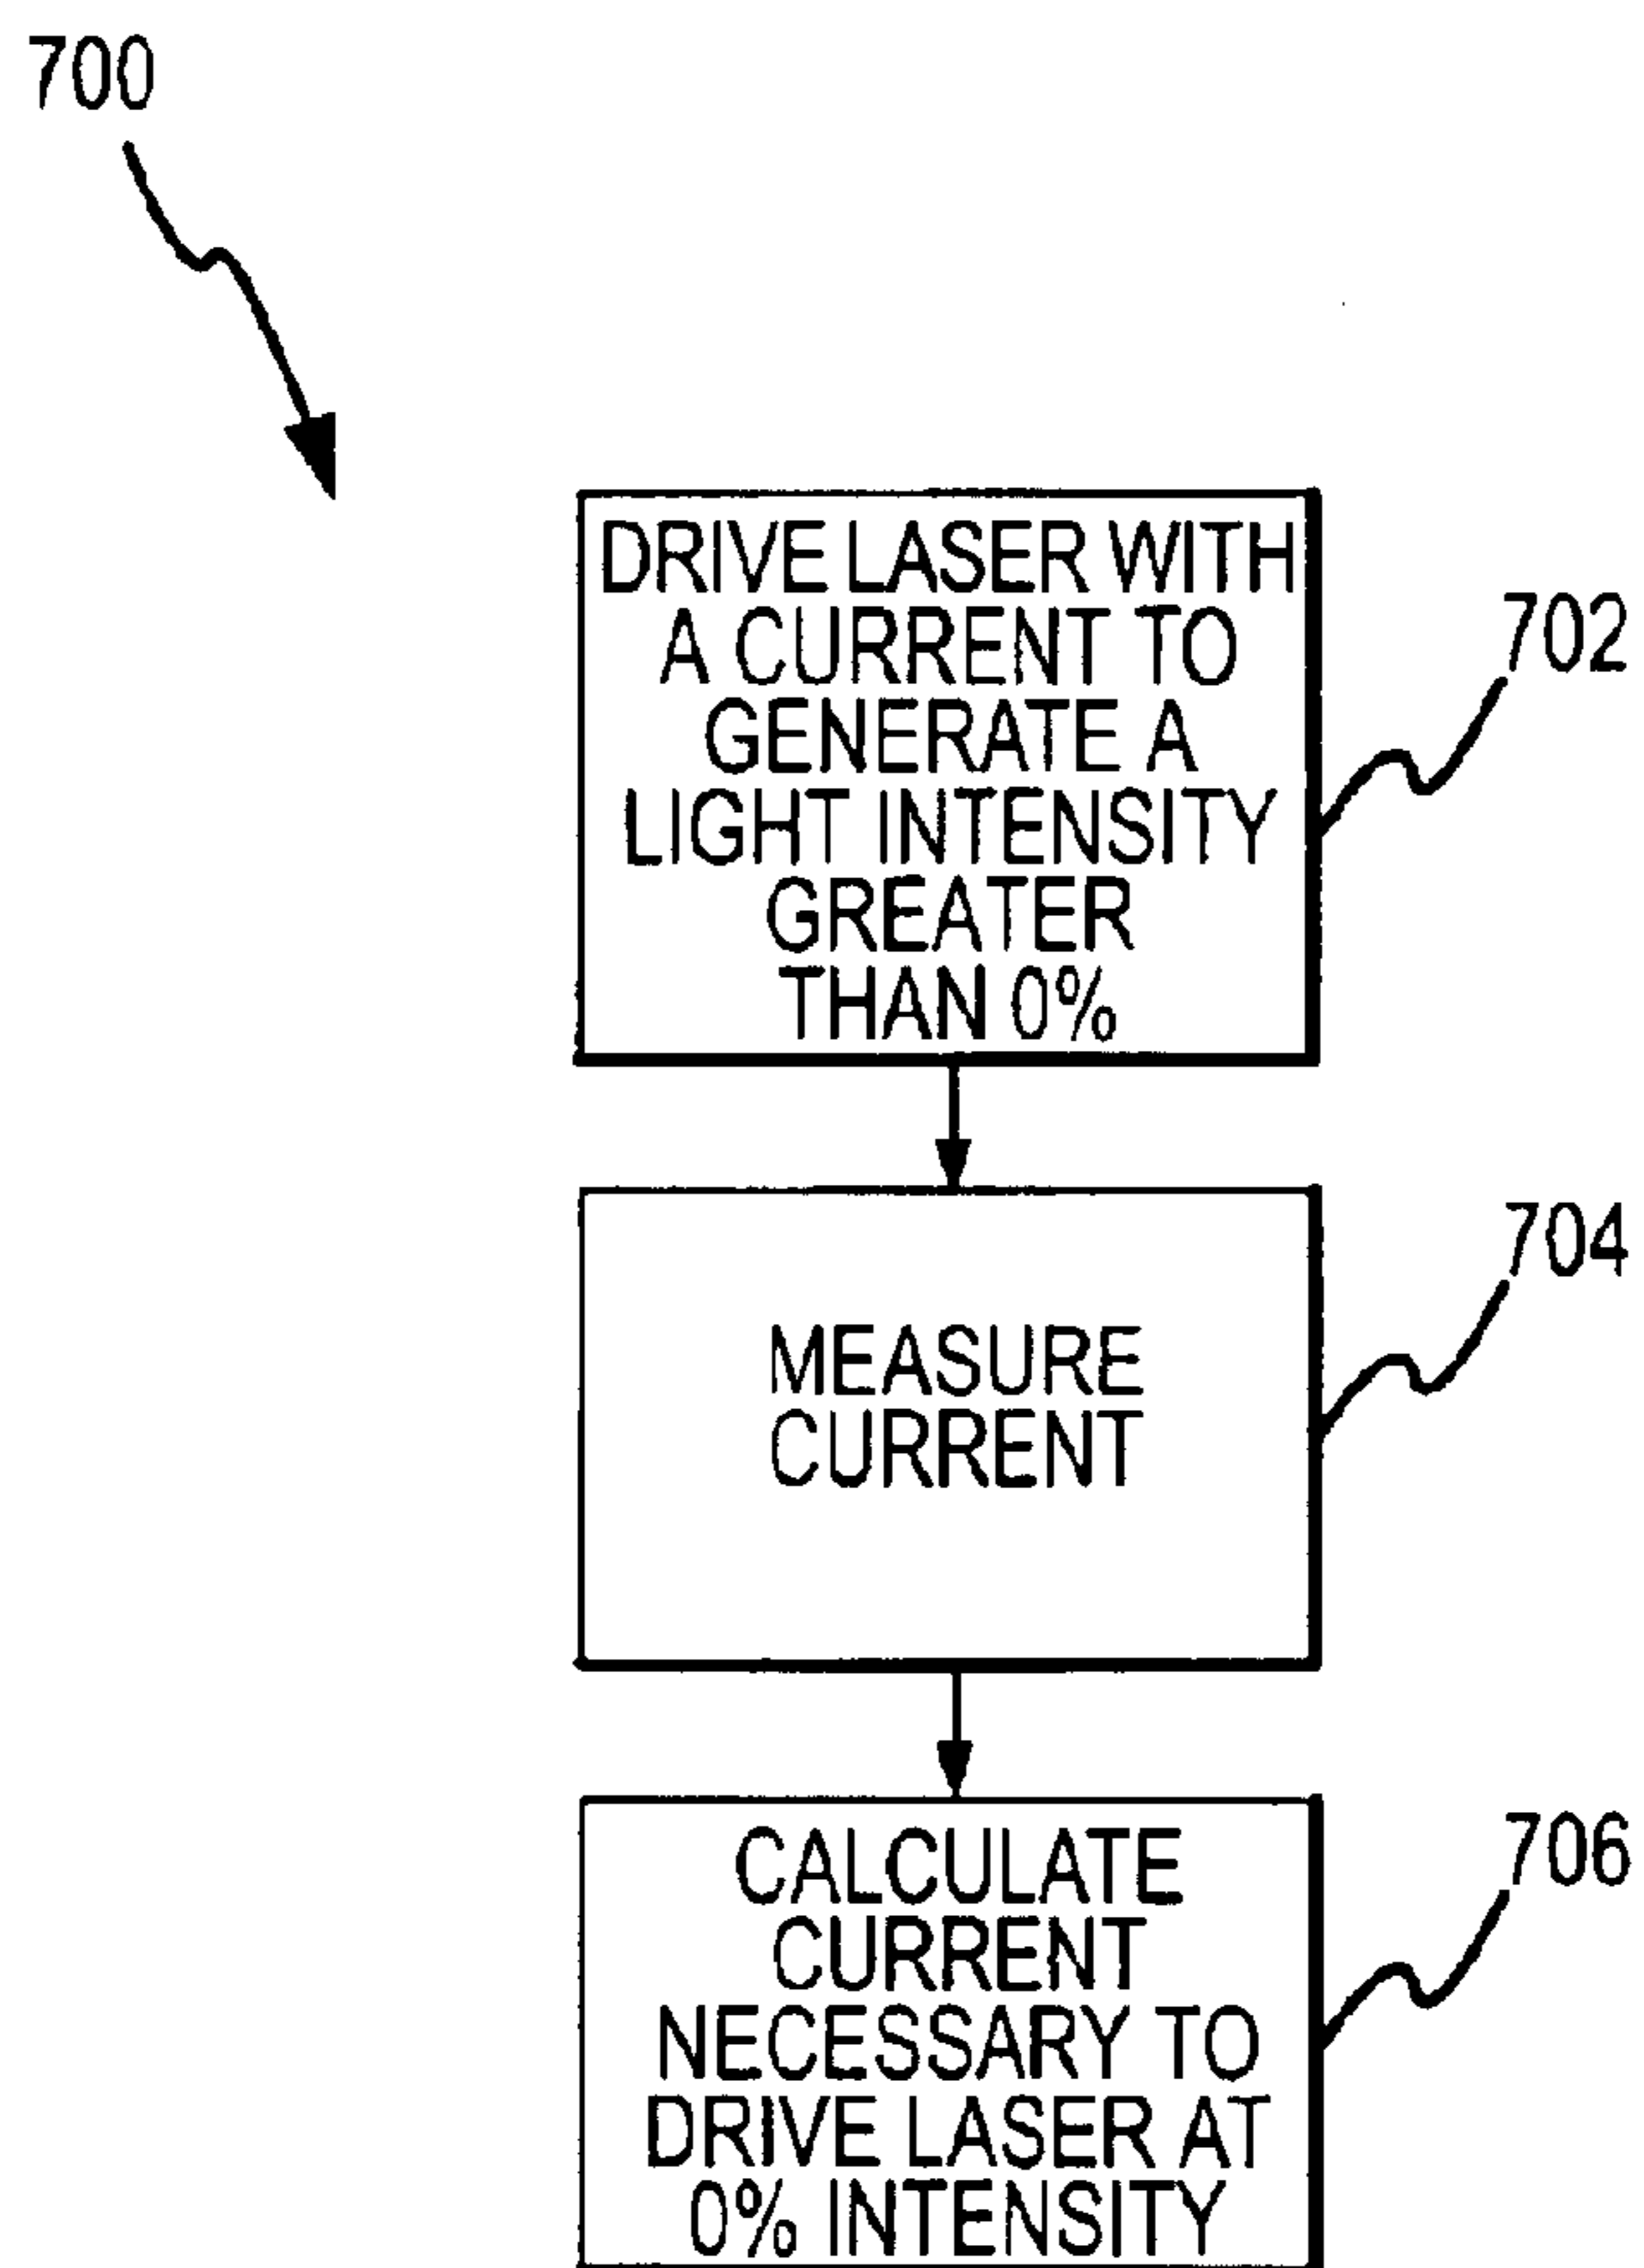 700
DRIVE LASER WITH
A CURRENT TO
GENERATE A
LIGHT INTENSITY
GREATER
THAN 0%
702
MEASURE
CURRENT
704
CALCULATE
CURRENT
NECESSARY TO
DRIVE LASER AT
0% INTENSITY
706